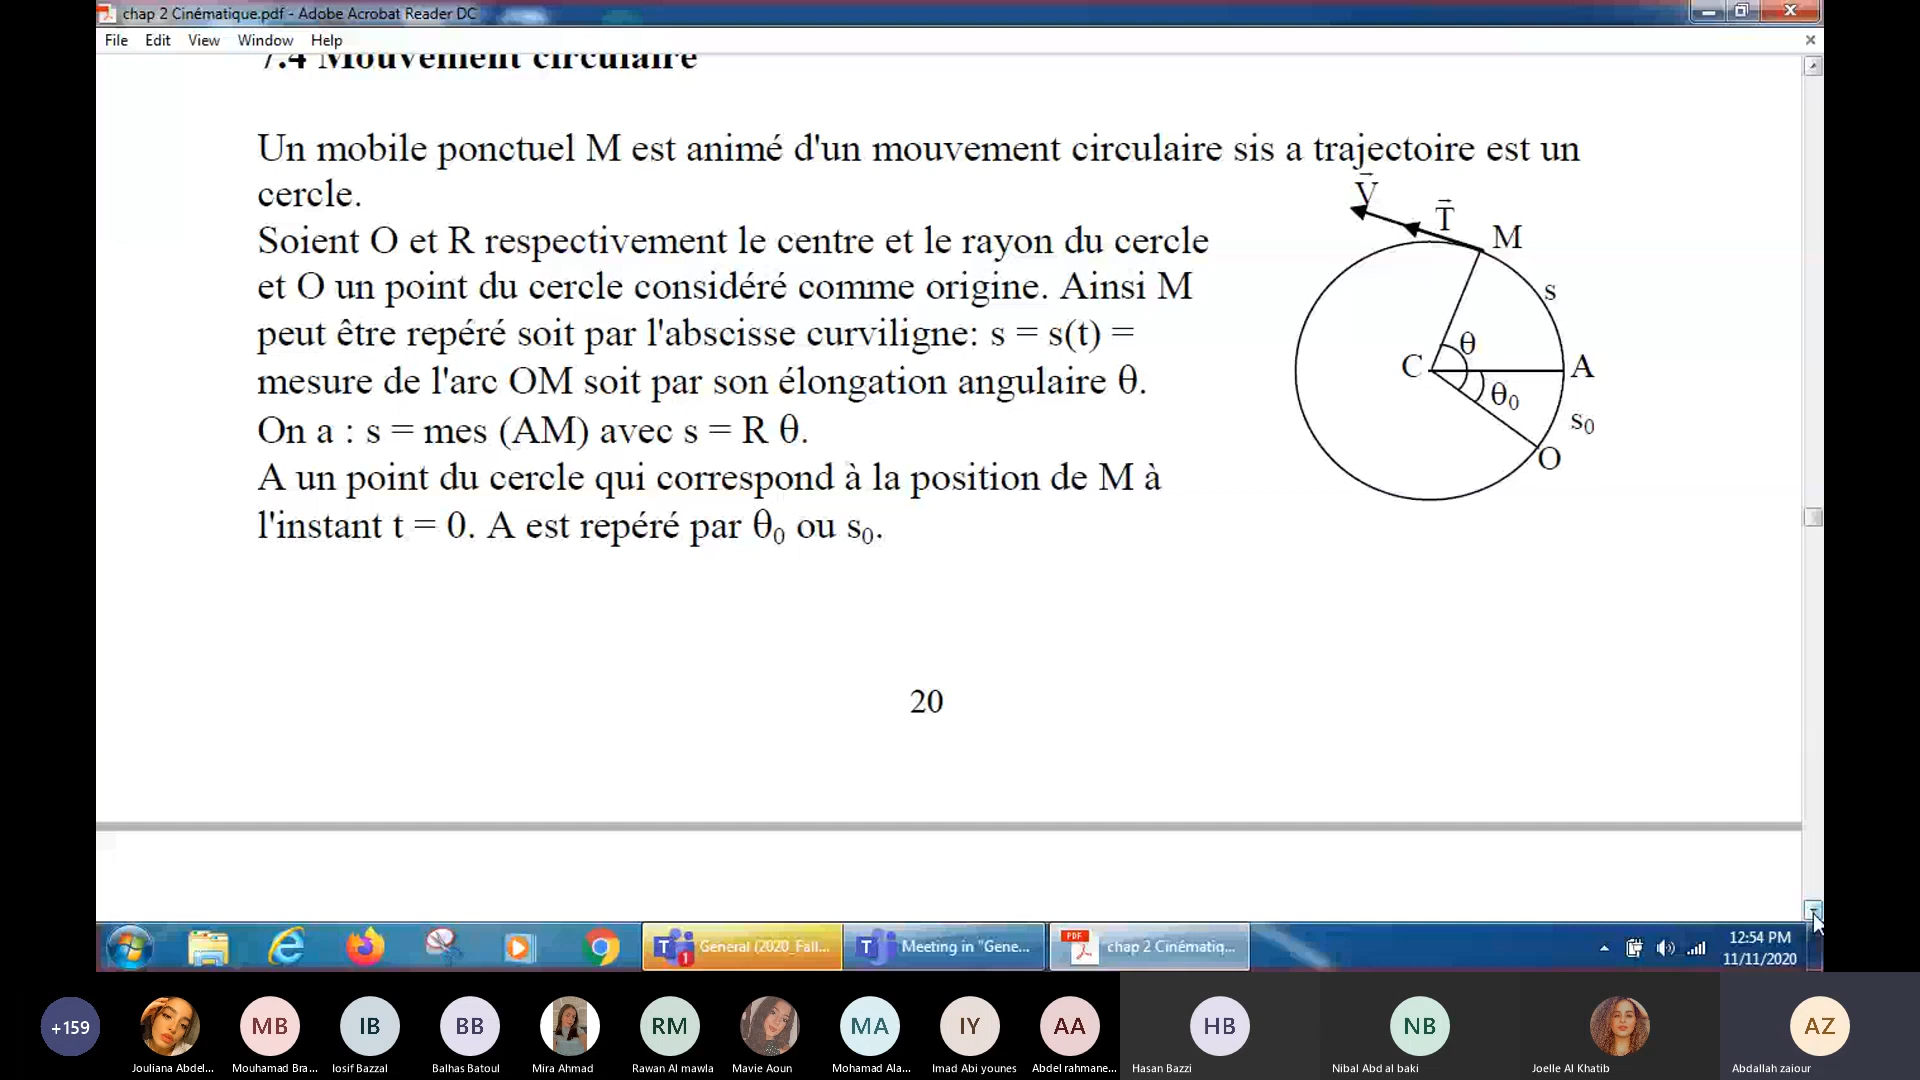 chap 2 Cinématique.pdf - Adobe Acrobat Reader DC
File Edit View Window Help
7.4 Mouvement circulaire
Un mobile ponctuel M est animé d'un mouvement circulaire sis a trajectoire est un
cercle.
Soient O et R respectivement le centre et le rayon du cercle
et O un point du cercle considéré comme origine. Ainsi M
peut être repéré soit par l'abscisse curviligne: s = s(t) =
mesure de l'arc OM soit par son élongation angulaire θ.
On a : s = mes (AM) avec s = R θ.
A un point du cercle qui correspond à la position de M à
l'instant t = 0. A est repéré par θ₀ ou s₀.
V⃗
T⃗
M
s
θ
C
A
θ₀
s₀
O
20
General (2020_Fall...
Meeting in "Gene...
chap 2 Cinématiq...
12:54 PM
11/11/2020
+159
MB
IB
BB
RM
MA
IY
AA
HB
NB
AZ
Jouliana Abdel...
Mouhamad Bra...
Iosif Bazzal
Balhas Batoul
Mira Ahmad
Rawan Al mawla
Mavie Aoun
Mohamad Ala...
Imad Abi younes
Abdel rahmane...
Hasan Bazzi
Nibal Abd al baki
Joelle Al Khatib
Abdallah zaiour